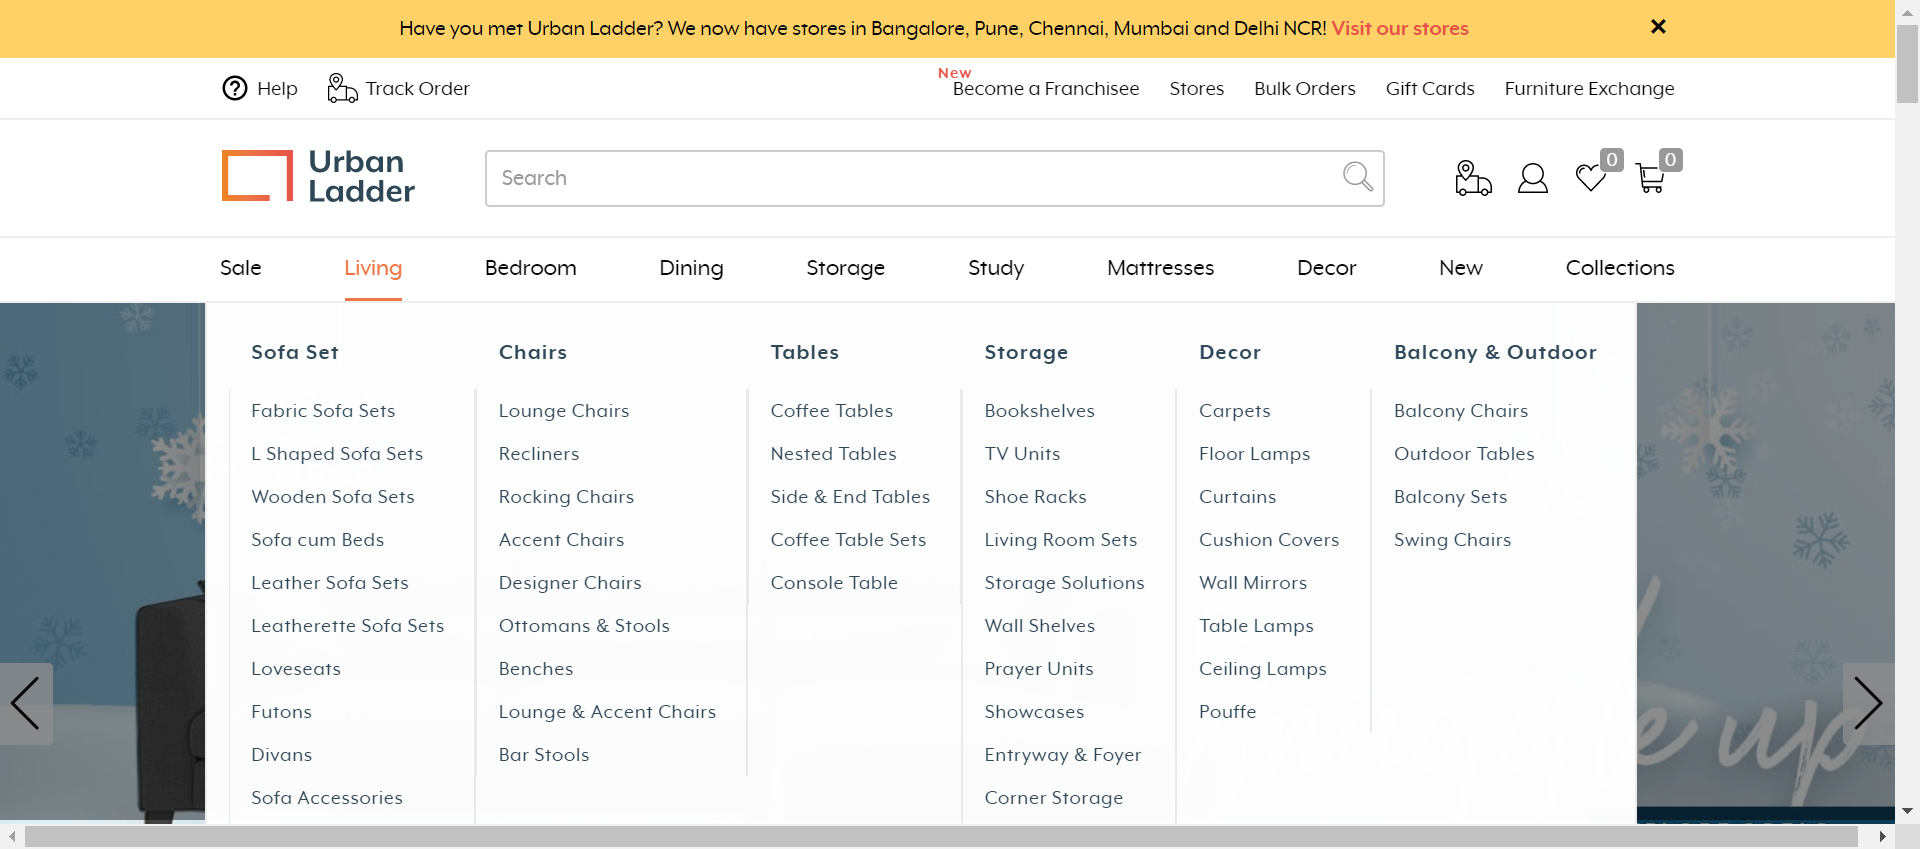 Have you met Urban Ladder? We now have stores in Bangalore, Pune, Chennai, Mumbai and Delhi NCR! Visit our stores
Help
Track Order
New
Become a Franchisee
Stores
Bulk Orders
Gift Cards
Furniture Exchange
Urban
Ladder
Search
0
0
Sale
Living
Bedroom
Dining
Storage
Study
Mattresses
Decor
New
Collections
Sofa Set
Fabric Sofa Sets
L Shaped Sofa Sets
Wooden Sofa Sets
Sofa cum Beds
Leather Sofa Sets
Leatherette Sofa Sets
Loveseats
Futons
Divans
Sofa Accessories
Chairs
Lounge Chairs
Recliners
Rocking Chairs
Accent Chairs
Designer Chairs
Ottomans & Stools
Benches
Lounge & Accent Chairs
Bar Stools
Tables
Coffee Tables
Nested Tables
Side & End Tables
Coffee Table Sets
Console Table
Storage
Bookshelves
TV Units
Shoe Racks
Living Room Sets
Storage Solutions
Wall Shelves
Prayer Units
Showcases
Entryway & Foyer
Corner Storage
Decor
Carpets
Floor Lamps
Curtains
Cushion Covers
Wall Mirrors
Table Lamps
Ceiling Lamps
Pouffe
Balcony & Outdoor
Balcony Chairs
Outdoor Tables
Balcony Sets
Swing Chairs
up